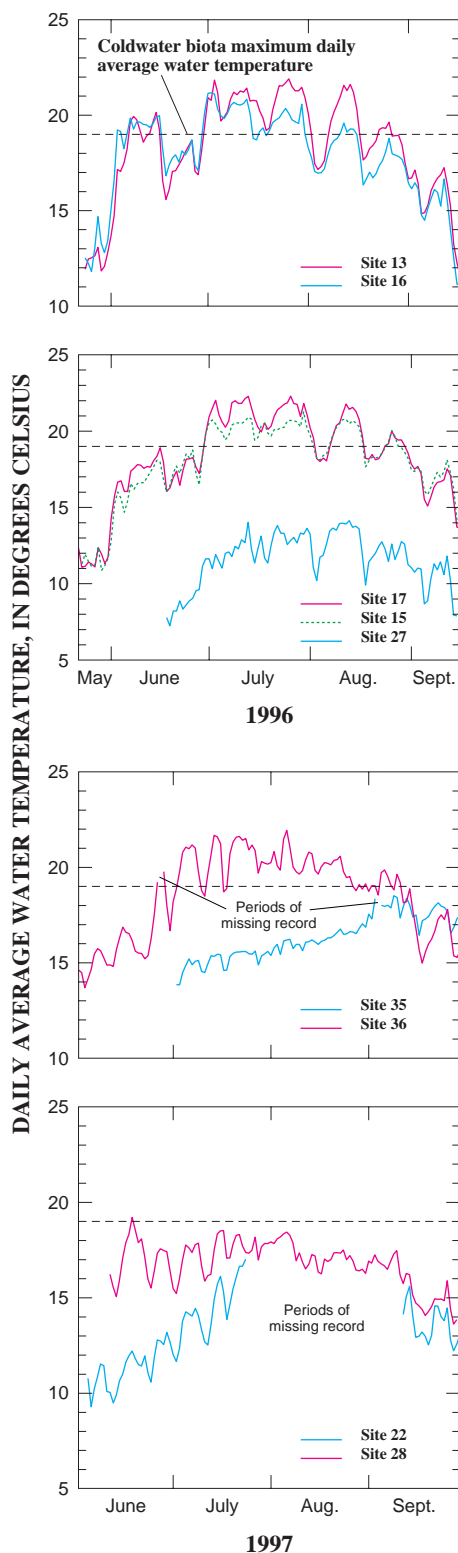 DAILY AVERAGE WATER TEMPERATURE, IN DEGREES CELSIUS
25
20
15
10
Coldwater biota maximum daily
average water temperature
Site 13
Site 16
25
20
15
10
5
Site 17
Site 15
Site 27
May June July Aug. Sept.
1996
25
20
15
10
Periods of
missing record
Site 35
Site 36
25
20
15
10
5
Periods of
missing record
Site 22
Site 28
June July Aug. Sept.
1997